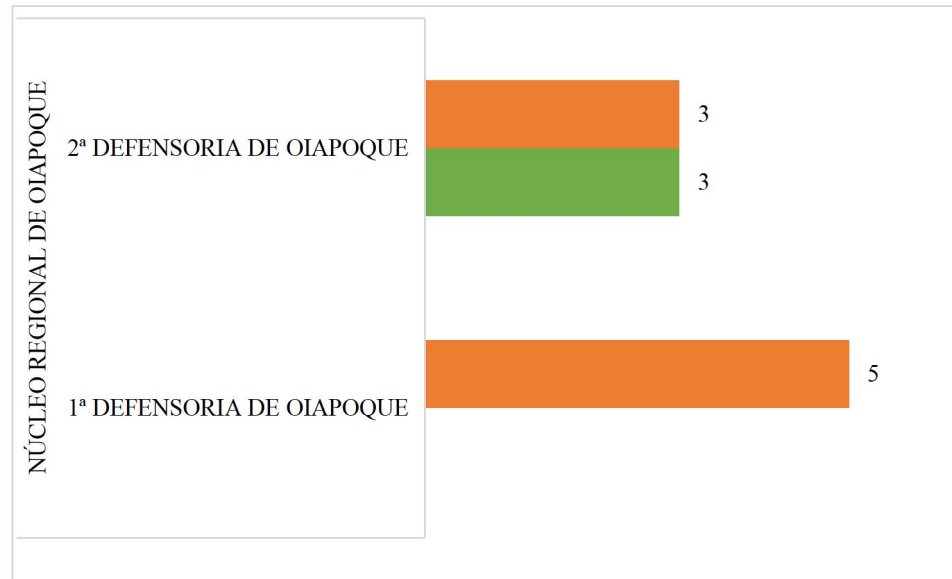 NÚCLEO REGIONAL DE OIAPOQUE
2ª DEFENSORIA DE OIAPOQUE
3
3
1ª DEFENSORIA DE OIAPOQUE
5